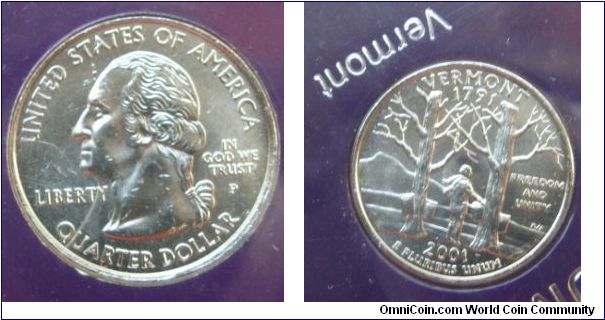 UNITED STATES OF AMERICA
IN
GOD WE
TRUST
P
LIBERTY
QUARTER DOLLAR
Vermont
VERMONT
1791
FREEDOM
AND
UNITY
2001
E PLURIBUS UNUM
OmniCoin.com World Coin Community